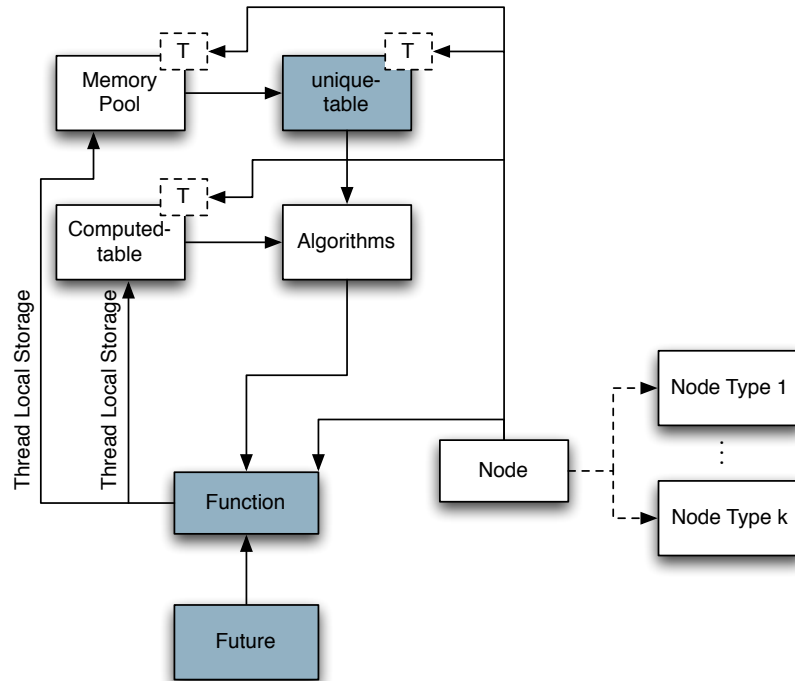 T
T
Memory
Pool
unique-
table
T
Computed-
table
Algorithms
Thread Local Storage
Thread Local Storage
Node Type 1
Node
⋮
Function
Node Type k
Future